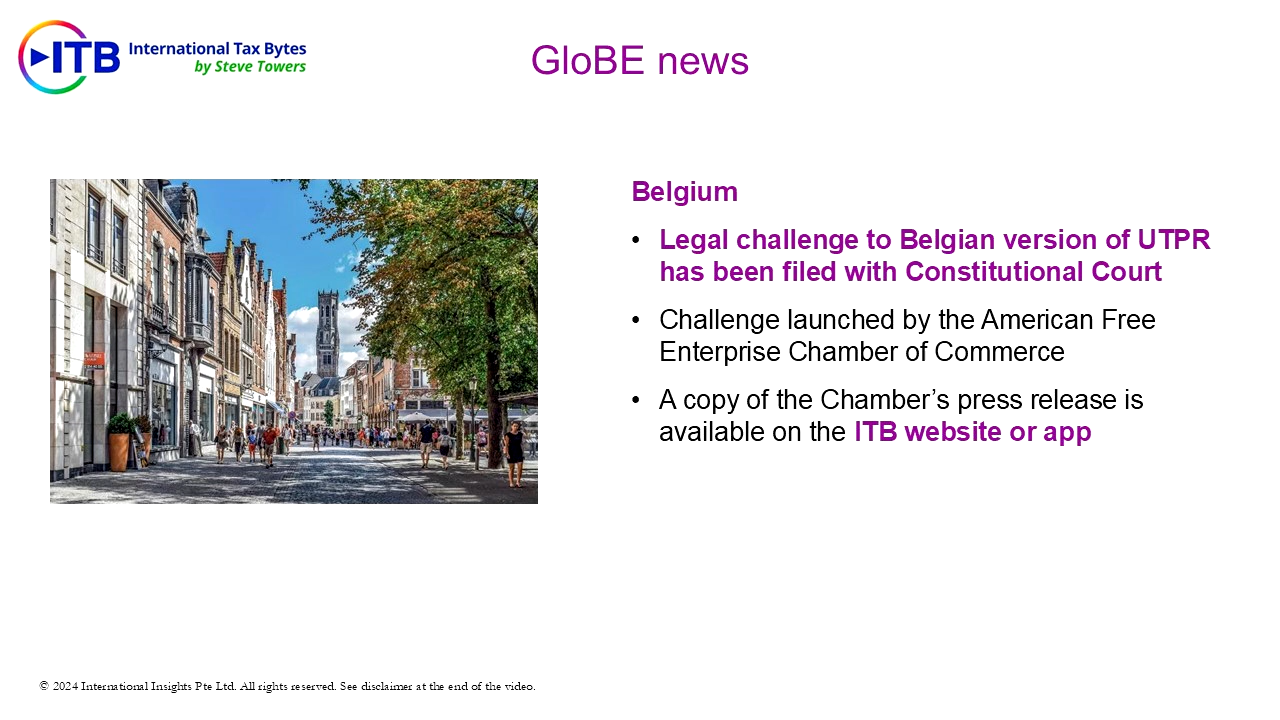 ITB International Tax Bytes
by Steve Towers
GloBE news
Belgium
• Legal challenge to Belgian version of UTPR
has been filed with Constitutional Court
• Challenge launched by the American Free
Enterprise Chamber of Commerce
• A copy of the Chamber’s press release is
available on the ITB website or app
© 2024 International Insights Pte Ltd. All rights reserved. See disclaimer at the end of the video.